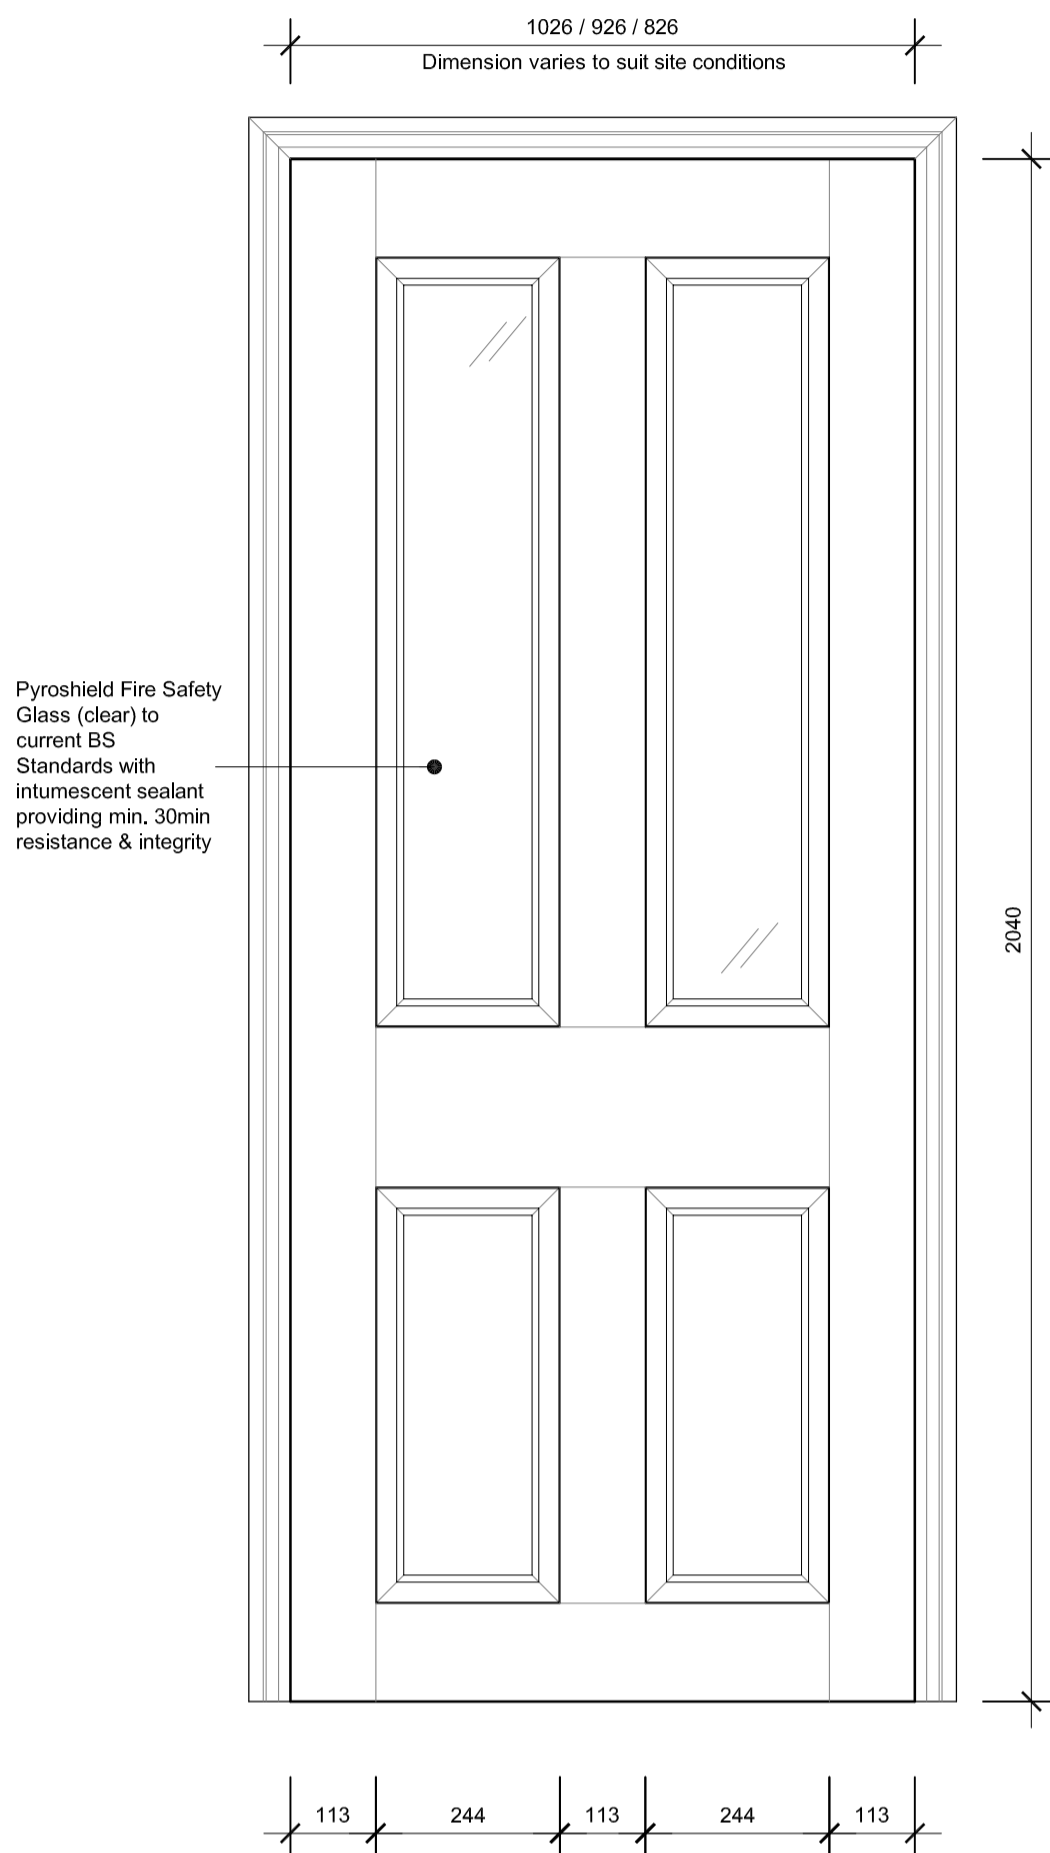 1026 / 926 / 826
Dimension varies to suit site conditions
Pyroshield Fire Safety
Glass (clear) to
current BS
Standards with
intumescent sealant
providing min. 30min
resistance & integrity
2040
113
244
113
244
113